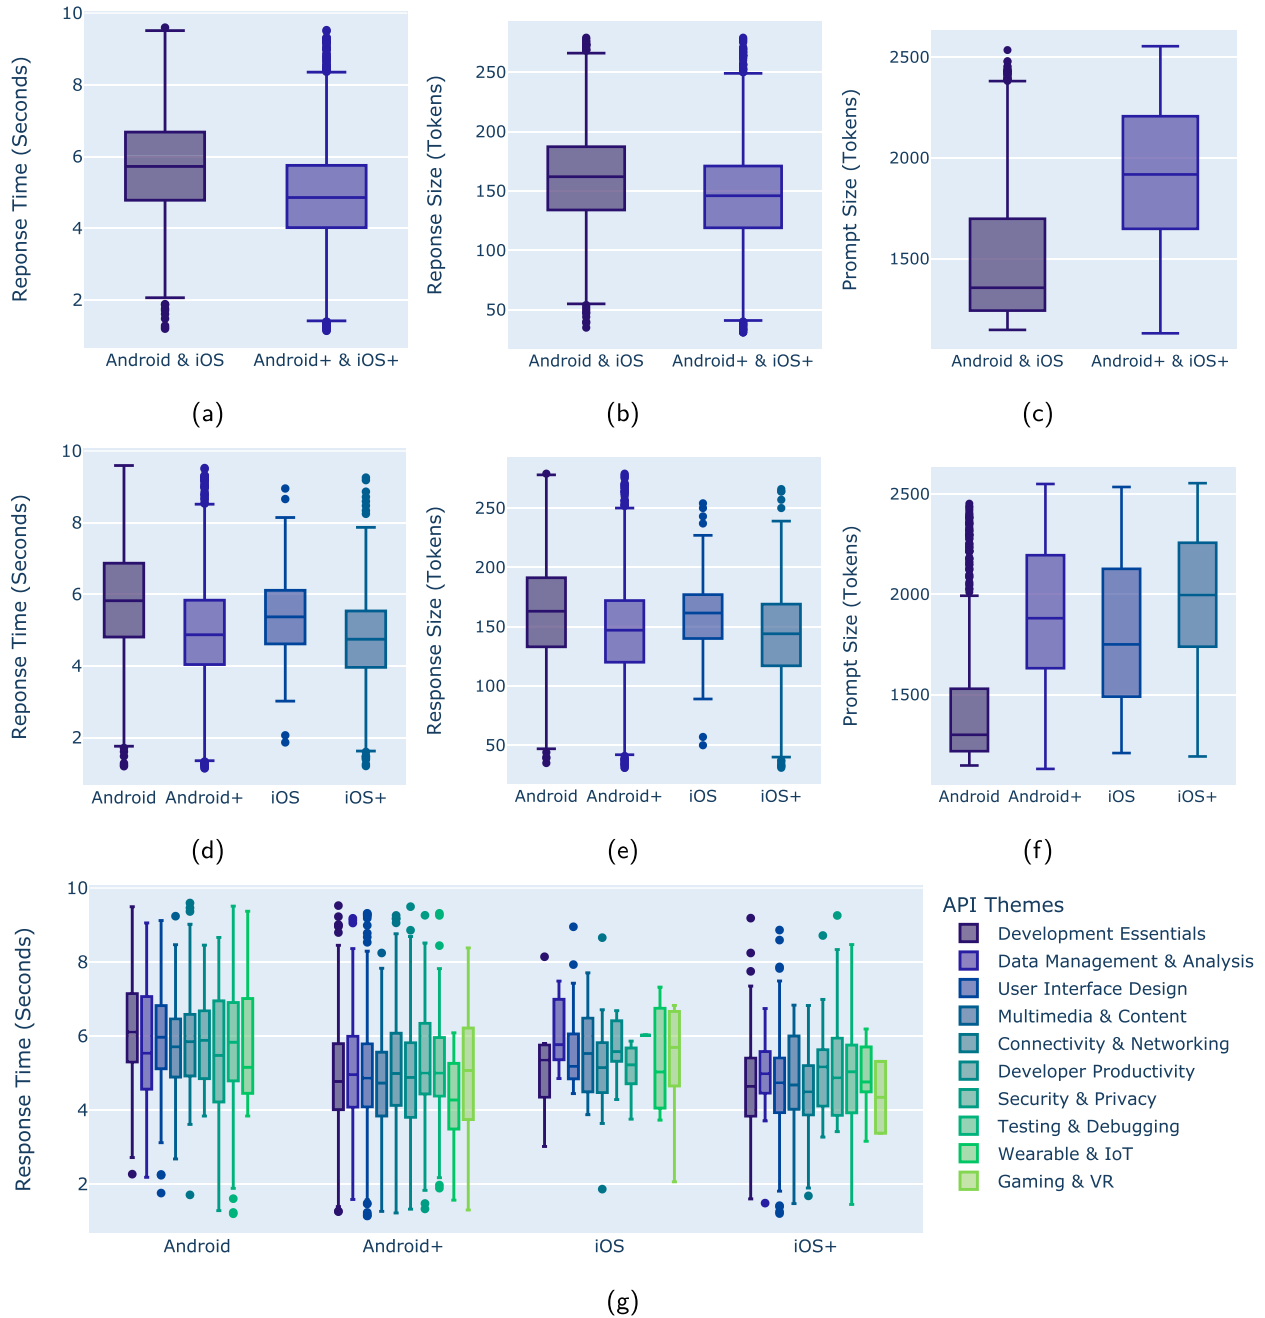 Reponse Time (Seconds)
10
8
6
4
2
Android & iOS
Android+ & iOS+
(a)
Reponse Size (Tokens)
250
200
150
100
50
Android & iOS
Android+ & iOS+
(b)
Prompt Size (Tokens)
2500
2000
1500
Android & iOS
Android+ & iOS+
(c)
Reponse Time (Seconds)
10
8
6
4
2
Android
Android+
iOS
iOS+
(d)
Response Size (Tokens)
250
200
150
100
50
Android
Android+
iOS
iOS+
(e)
Prompt Size (Tokens)
2500
2000
1500
Android
Android+
iOS
iOS+
(f)
Response Time (Seconds)
10
8
6
4
2
Android
Android+
iOS
iOS+
API Themes
Development Essentials
Data Management & Analysis
User Interface Design
Multimedia & Content
Connectivity & Networking
Developer Productivity
Security & Privacy
Testing & Debugging
Wearable & IoT
Gaming & VR
(g)